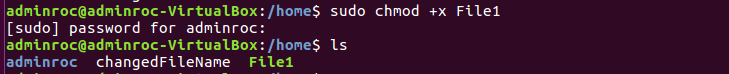 adminroc@adminroc-VirtualBox:/home$ sudo chmod +x File1
[sudo] password for adminroc:
adminroc@adminroc-VirtualBox:/home$ ls
adminroc  changedFileName  File1